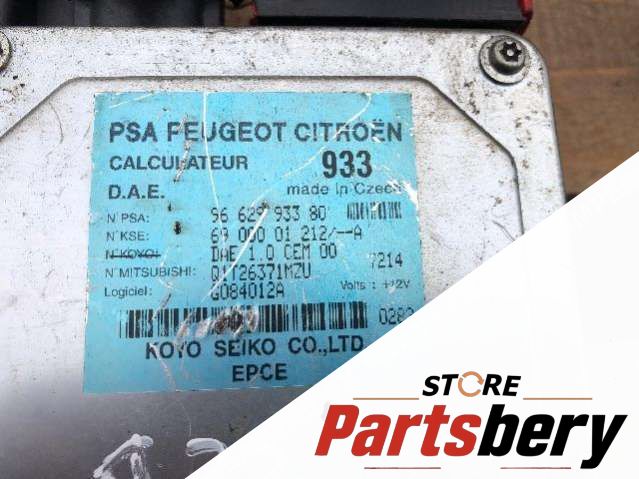 PSA PEUGEOT CITROËN
CALCULATEUR 933
D.A.E. made in Czech
N°PSA: 96 629 933 80
N°KSE: 69 000 01 212/--A
N°KOYO: DAE 1.0 CEM 00
N°MITSUBISHI: Q1T26371MZU 7214
Logiciel: G084012A Volts : +12V
0282
KOYO SEIKO CO.,LTD
EPCE
STORE
Partsbery